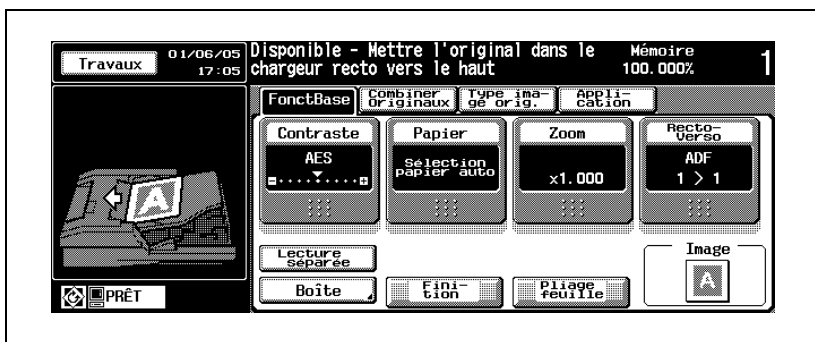 Travaux
01/06/05
17:05
Disponible - Mettre l'original dans le
chargeur recto vers le haut
Mémoire
100.000%
1
FonctBase
Combiner
Originaux
Type ima-
ge orig.
Appli-
cation
Contraste
AES
Papier
Sélection
papier auto
Zoom
x1.000
Recto-
Verso
ADF
1 > 1
A
Lecture
séparée
Boîte
Fini-
tion
Pliage
feuille
Image
A
PRÊT